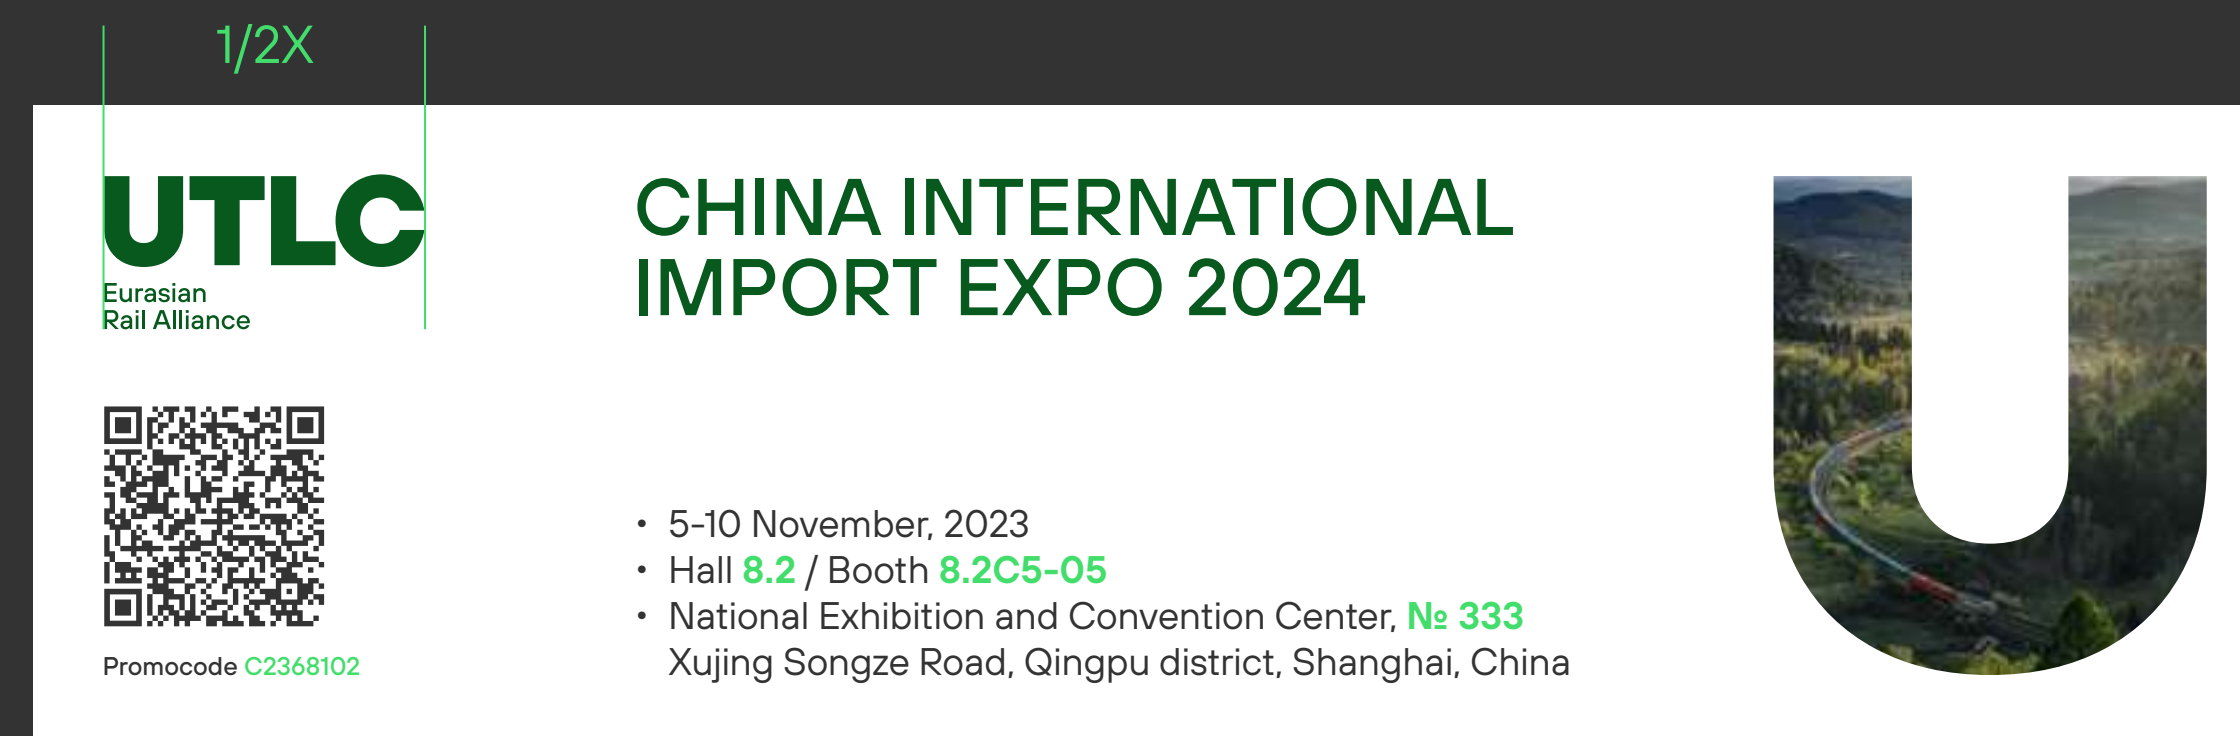 1/2X
UTLC
Eurasian
Rail Alliance
CHINA INTERNATIONAL
IMPORT EXPO 2024
• 5-10 November, 2023
• Hall 8.2 / Booth 8.2C5-05
• National Exhibition and Convention Center, № 333
Xujing Songze Road, Qingpu district, Shanghai, China
Promocode C2368102